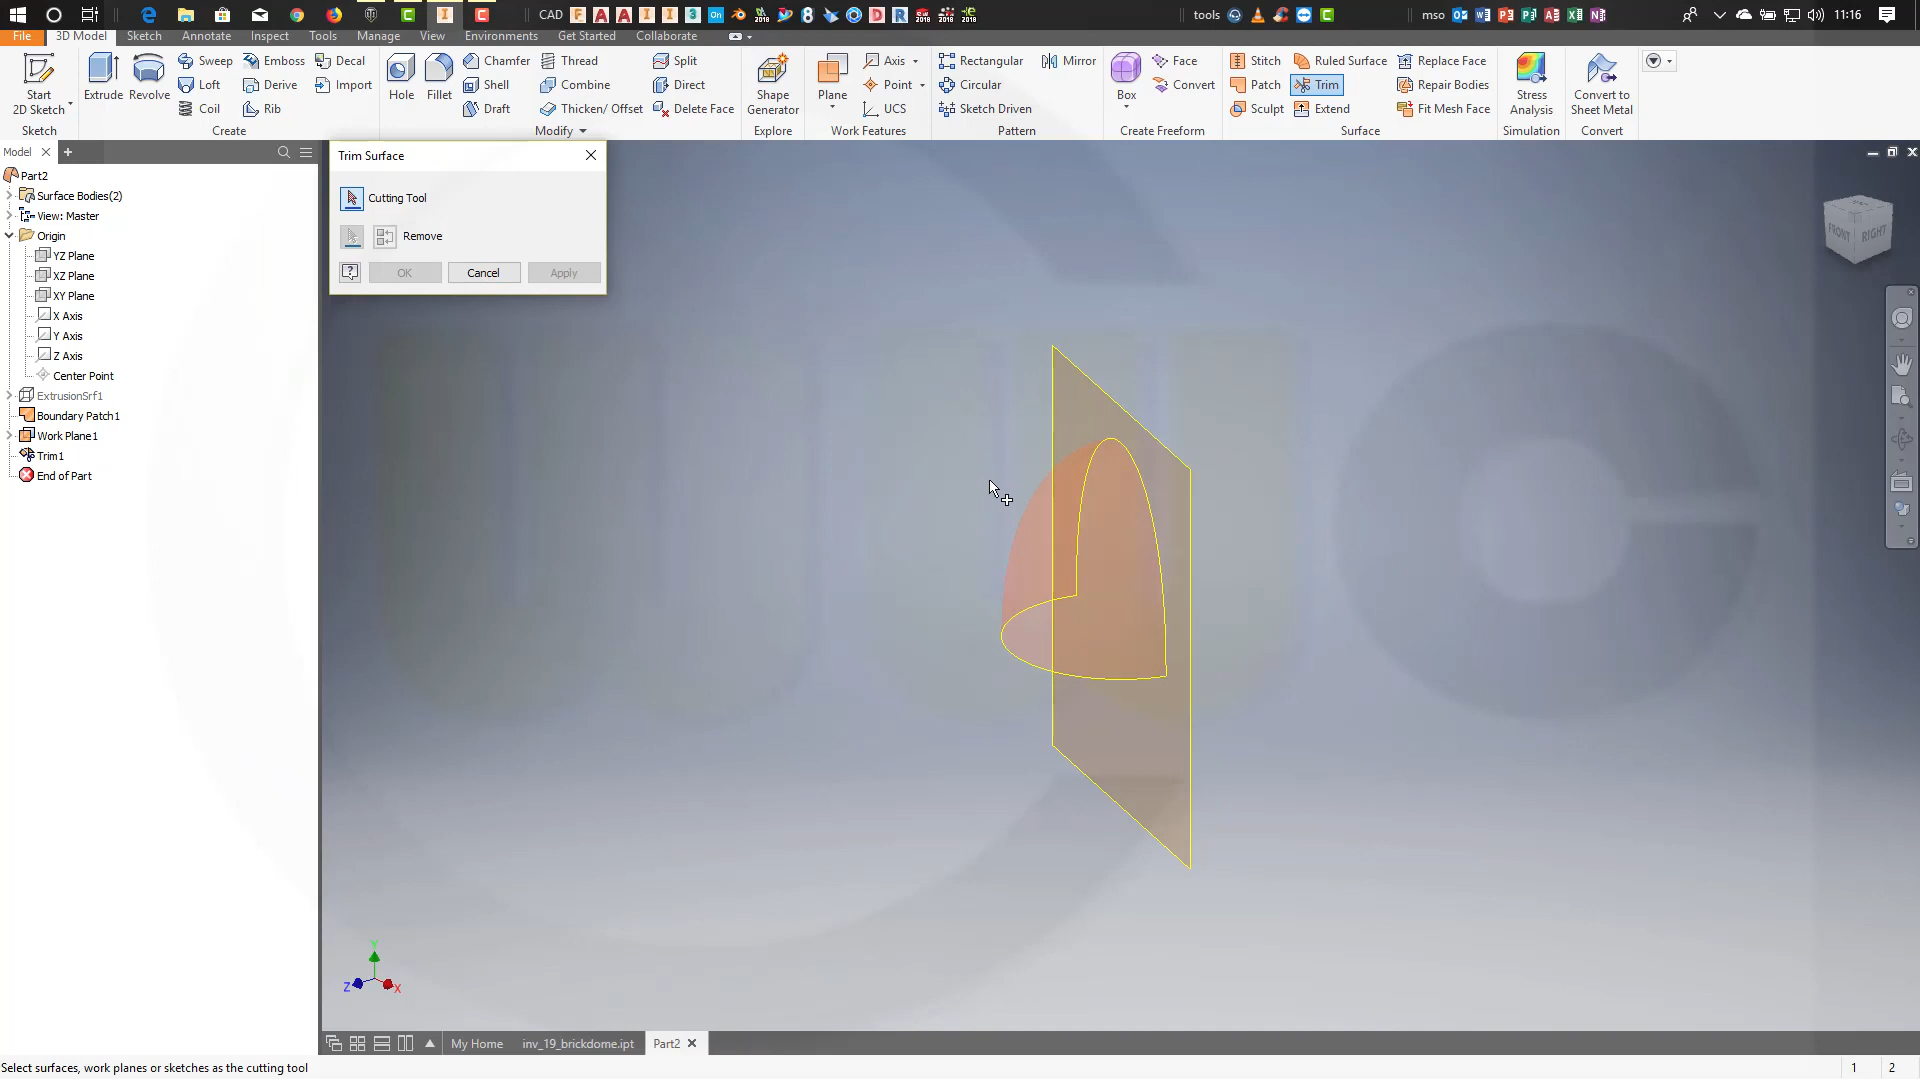 CAD
2018
On
8
3
D
R
tools
mso
11:16
File
3D Model
Sketch
Annotate
Inspect
Tools
Manage
View
Environments
Get Started
Collaborate
Start
2D Sketch
Sketch
Extrude
Revolve
Sweep
Loft
Coil
Emboss
Derive
Rib
Decal
Import
Create
Hole
Fillet
Chamfer
Shell
Draft
Thread
Combine
Thicken/ Offset
Split
Direct
Delete Face
Modify
Shape
Generator
Explore
Plane
Axis
Point
UCS
Work Features
Rectangular
Circular
Sketch Driven
Mirror
Pattern
Box
Face
Convert
Create Freeform
Stitch
Patch
Sculpt
Ruled Surface
Trim
Extend
Replace Face
Repair Bodies
Fit Mesh Face
Surface
Stress
Analysis
Simulation
Convert to
Sheet Metal
Convert
Model
Part2
Surface Bodies(2)
View: Master
Origin
YZ Plane
XZ Plane
XY Plane
X Axis
Y Axis
Z Axis
Center Point
ExtrusionSrf1
Boundary Patch1
Work Plane1
Trim1
End of Part
Trim Surface
Cutting Tool
Remove
OK
Cancel
Apply
FRONT
RIGHT
Y
Z
X
My Home
inv_19_brickdome.ipt
Part2
Select surfaces, work planes or sketches as the cutting tool
1
2